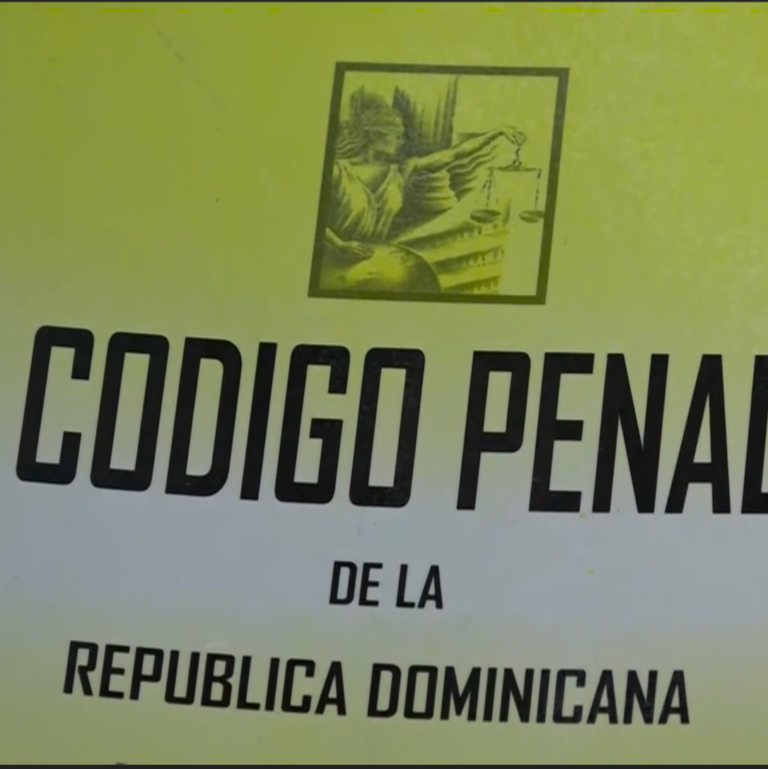 CODIGO PENAL
DE LA
REPUBLICA DOMINICANA